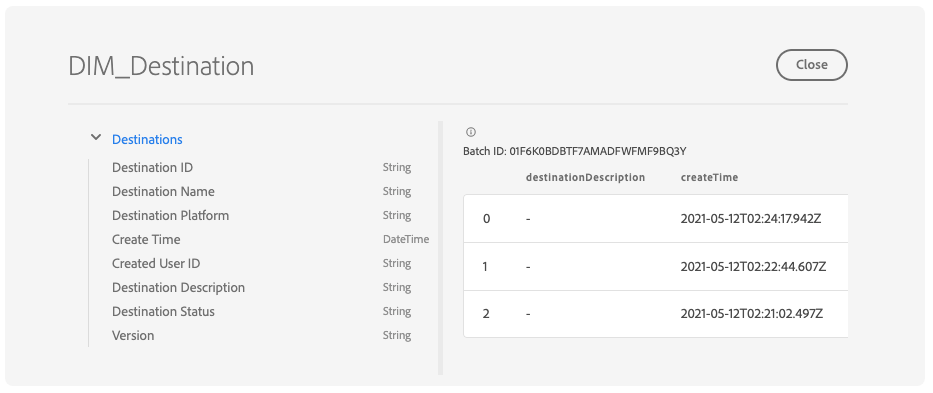 DIM_Destination
Close
Destinations
Destination ID String
Destination Name String
Destination Platform String
Create Time DateTime
Created User ID String
Destination Description String
Destination Status String
Version String
Batch ID: 01F6K0BDBTF7AMADFWFMF9BQ3Y
destinationDescription createTime
0 - 2021-05-12T02:24:17.942Z
1 - 2021-05-12T02:22:44.607Z
2 - 2021-05-12T02:21:02.497Z